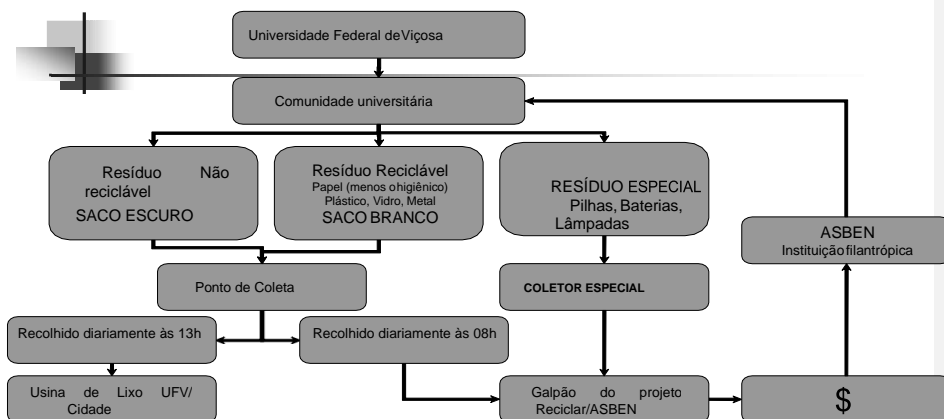 Universidade Federal deViçosa
Comunidade universitária
Resíduo Não
reciclável
SACO ESCURO
Resíduo Reciclável
Papel (menos ohigiênico)
Plástico, Vidro, Metal
SACO BRANCO
RESÍDUO ESPECIAL
Pilhas, Baterias,
Lâmpadas
ASBEN
Instituiçãofilantrópica
Ponto de Coleta
COLETOR ESPECIAL
Recolhido diariamente às 13h
Recolhido diariamente às 08h
Usina de Lixo UFV/
Cidade
Galpão do projeto
Reciclar/ASBEN
$